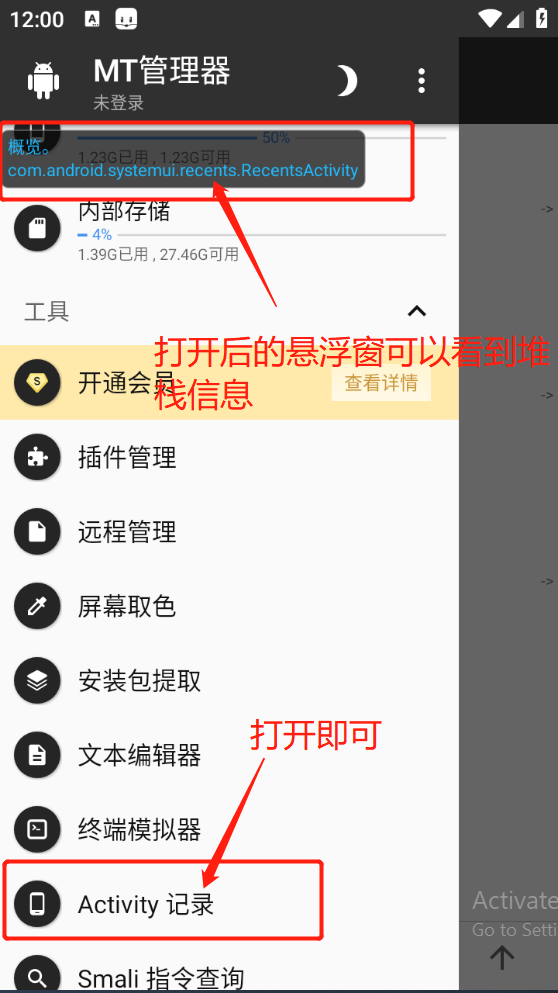 12:00
MT管理器
未登录
50%
1.23G已用 , 1.23G可用
概览。
com.android.systemui.recents.RecentsActivity
->
内部存储
4%
1.39G已用 , 27.46G可用
工具
打开后的悬浮窗可以看到堆
栈信息
开通会员
查看详情
->
插件管理
远程管理
->
屏幕取色
安装包提取
打开即可
文本编辑器
终端模拟器
Activity 记录
Activate
Go to Setti
Smali 指令查询